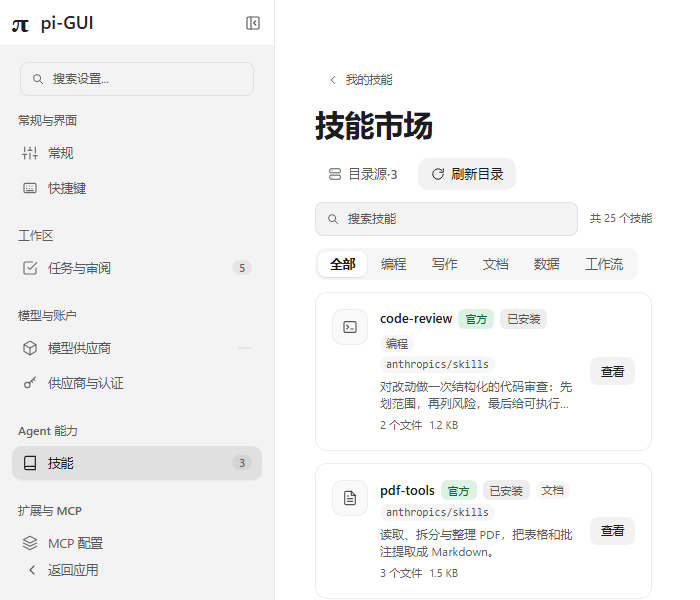 π pi-GUI
搜索设置...
常规与界面
常规
快捷键
工作区
任务与审阅 5
模型与账户
模型供应商
供应商与认证
Agent 能力
技能 3
扩展与 MCP
MCP 配置
返回应用
我的技能
技能市场
目录源·3 刷新目录
搜索技能 共 25 个技能
全部 编程 写作 文档 数据 工作流
code-review 官方 已安装
编程
anthropics/skills
对改动做一次结构化的代码审查：先
划范围，再列风险，最后给可执行...
2 个文件 1.2 KB
查看
pdf-tools 官方 已安装 文档
anthropics/skills
读取、拆分与整理 PDF，把表格和批
注提取成 Markdown。
3 个文件 1.5 KB
查看